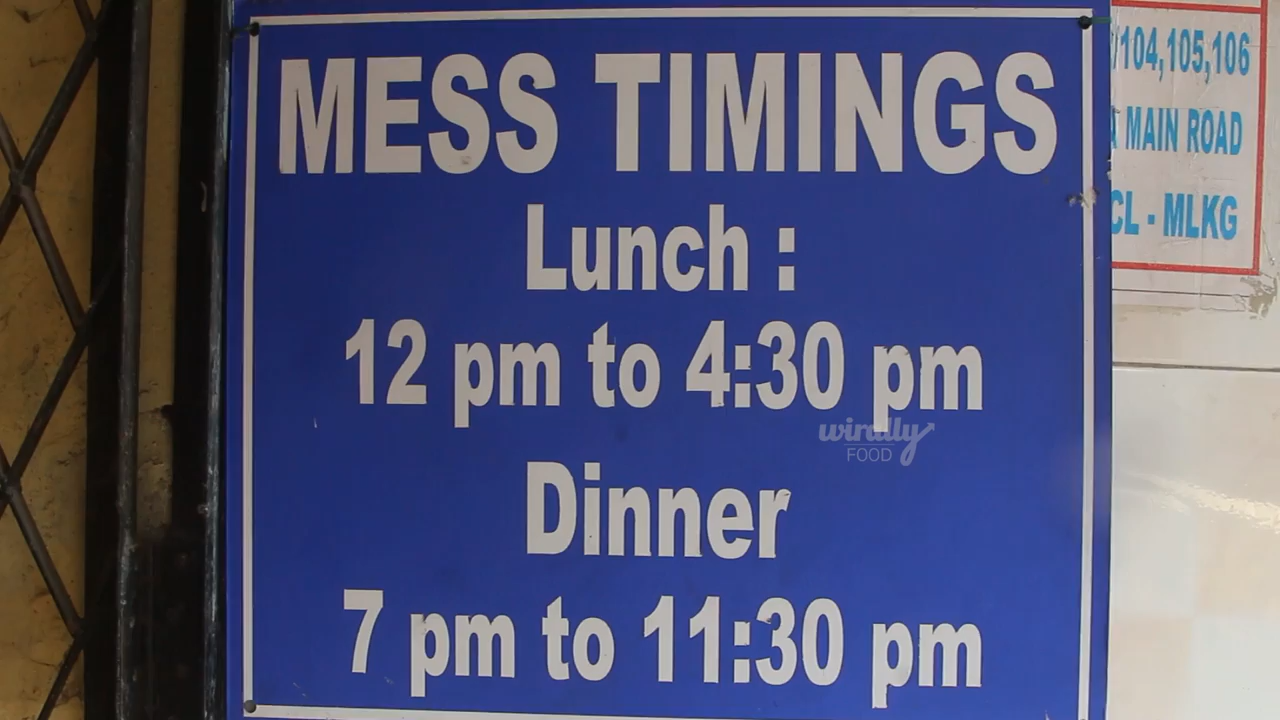 MESS TIMINGS
Lunch :
12 pm to 4:30 pm
Dinner
7 pm to 11:30 pm
wirally
FOOD
/104,105,106
MAIN ROAD
CL - MLKG